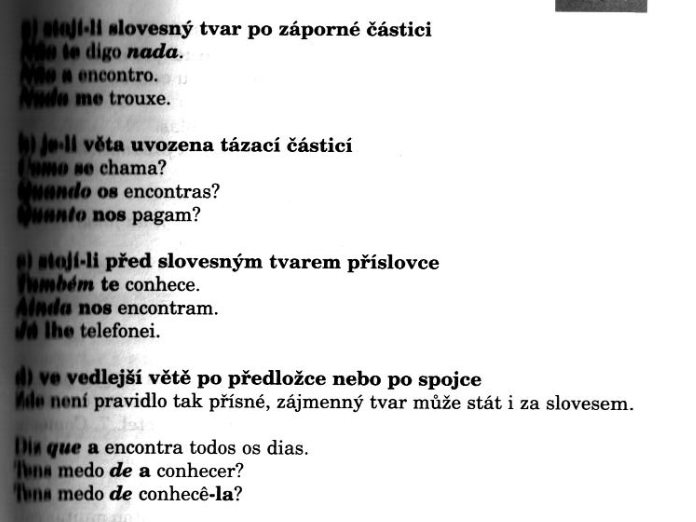 a) stojí-li slovesný tvar po záporné částici
Não te digo nada.
Não a encontro.
Nada me trouxe.
b) je-li věta uvozena tázací částicí
Como se chama?
Quando os encontras?
Quanto nos pagam?
c) stojí-li před slovesným tvarem příslovce
Também te conhece.
Ainda nos encontram.
Já lhe telefonei.
d) ve vedlejší větě po předložce nebo po spojce
Zde není pravidlo tak přísné, zájmenný tvar může stát i za slovesem.
Diz que a encontra todos os dias.
Tens medo de a conhecer?
Tens medo de conhecê-la?